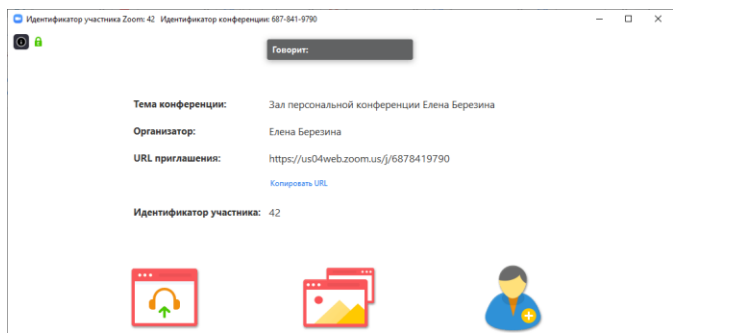 Идентификатор участника Zoom: 42 Идентификатор конференции: 687-841-9790
Говорит:
Тема конференции: Зал персональной конференции Елена Березина
Организатор: Елена Березина
URL приглашения: https://us04web.zoom.us/j/6878419790
Копировать URL
Идентификатор участника: 42